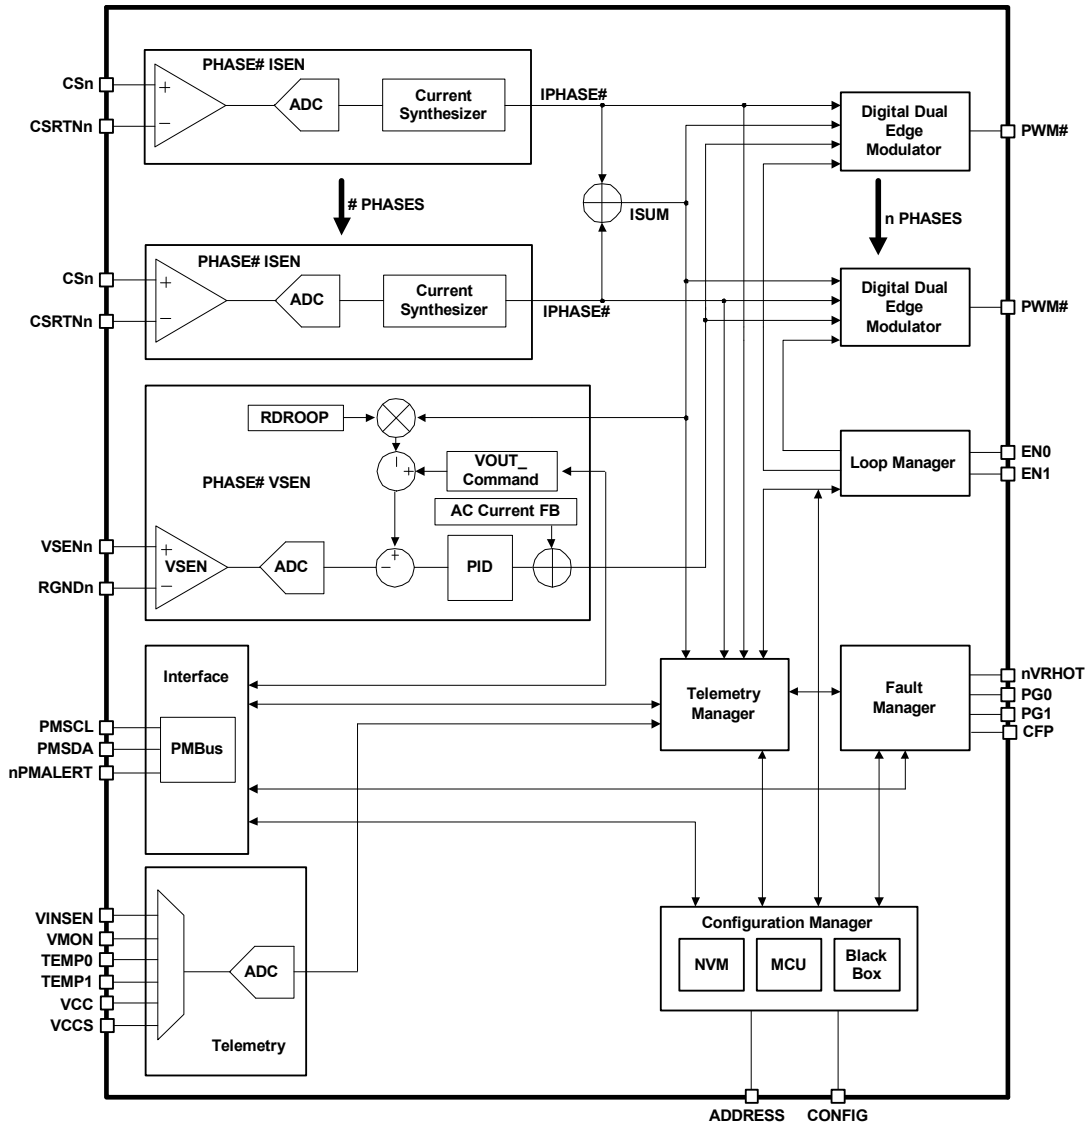 PHASE# ISEN
CSn
+
ADC
Current
Synthesizer
IPHASE#
Digital Dual
Edge
Modulator
PWM#
CSRTNn
−
# PHASES
ISUM
n PHASES
PHASE# ISEN
CSn
+
ADC
Current
Synthesizer
IPHASE#
Digital Dual
Edge
Modulator
PWM#
CSRTNn
−
RDROOP
−
+
VOUT_
Command
PHASE# VSEN
AC Current FB
VSENn
+
VSEN
−
RGNDn
ADC
+
−
PID
Loop Manager
EN0
EN1
Interface
PMSCL
PMSDA
nPMALERT
PMBus
Telemetry
Manager
Fault
Manager
nVRHOT
PG0
PG1
CFP
VINSEN
VMON
TEMP0
TEMP1
VCC
VCCS
ADC
Telemetry
Configuration Manager
NVM
MCU
Black
Box
ADDRESS
CONFIG